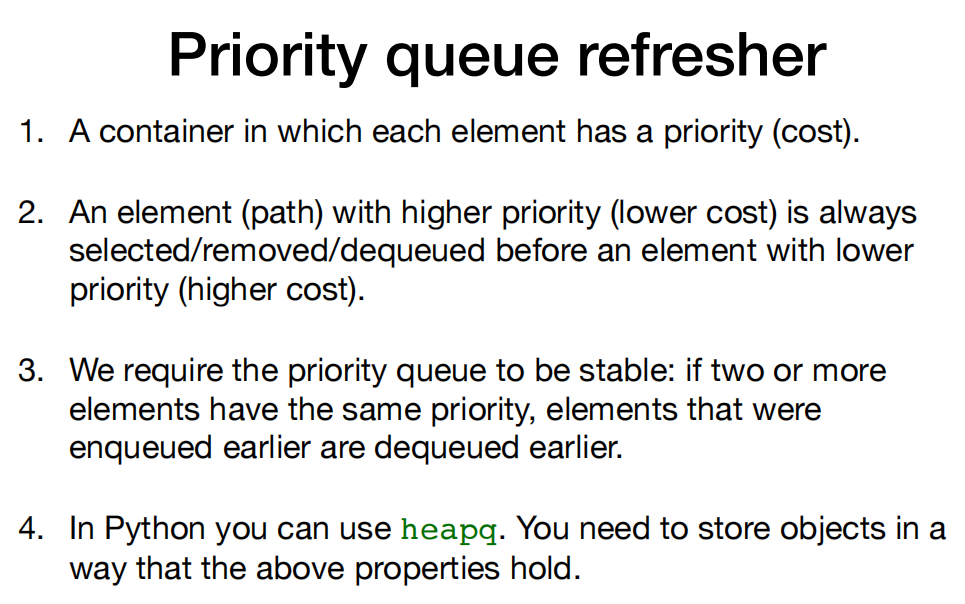 Priority queue refresher
1. A container in which each element has a priority (cost).
2. An element (path) with higher priority (lower cost) is always
selected/removed/dequeued before an element with lower
priority (higher cost).
3. We require the priority queue to be stable: if two or more
elements have the same priority, elements that were
enqueued earlier are dequeued earlier.
4. In Python you can use heapq. You need to store objects in a
way that the above properties hold.